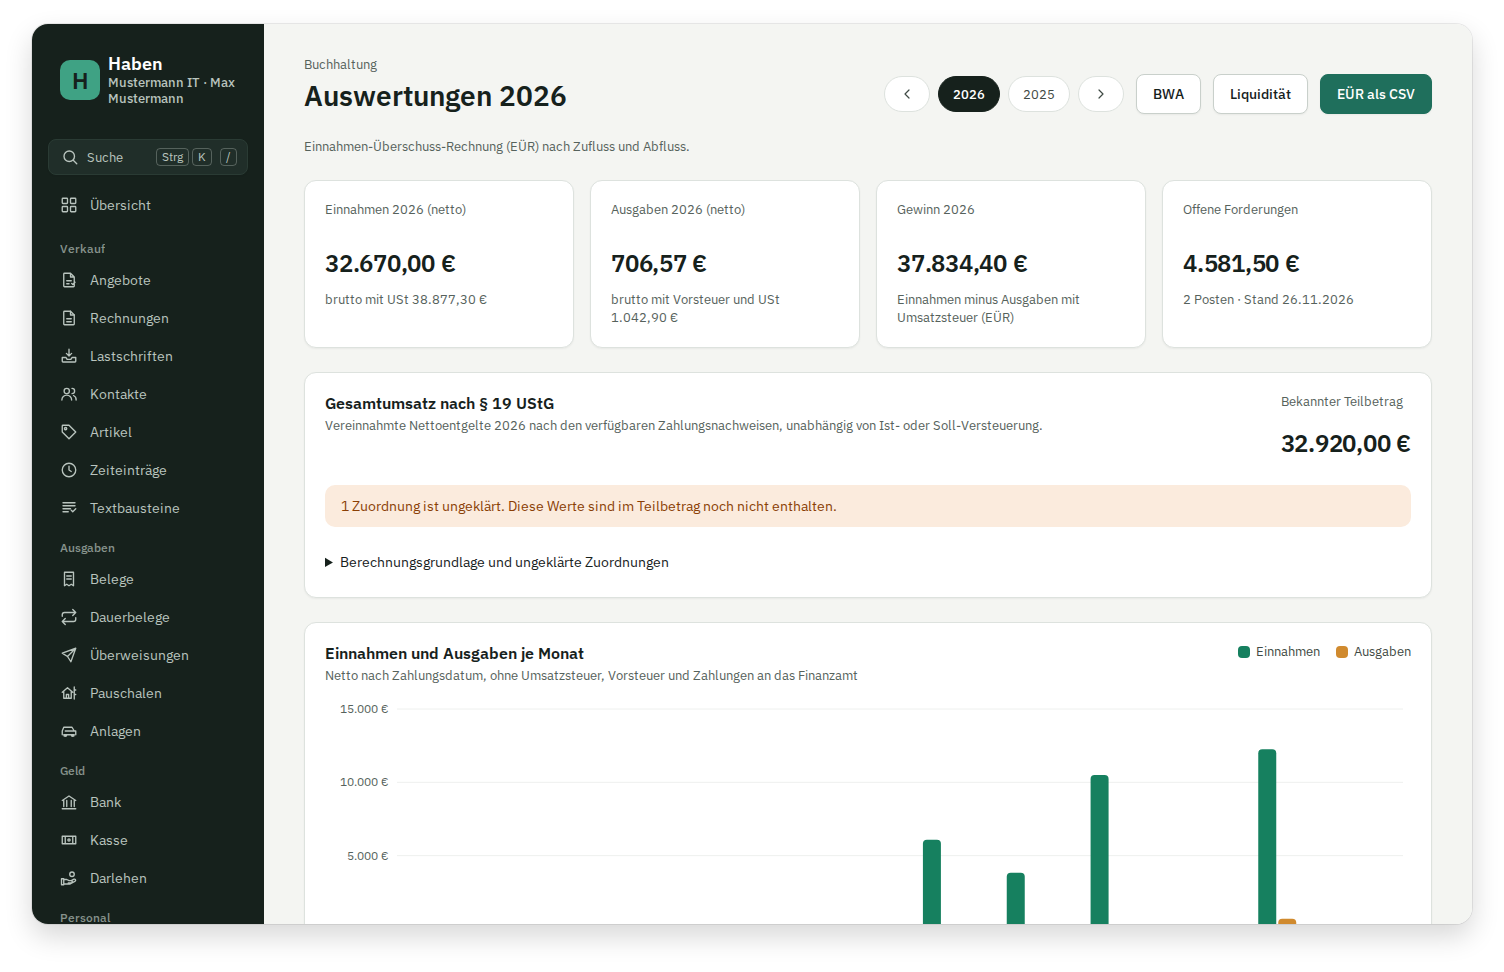 Haben
Mustermann IT · Max
Mustermann
Suche Strg K /
Übersicht
Verkauf
Angebote
Rechnungen
Lastschriften
Kontakte
Artikel
Zeiteinträge
Textbausteine
Ausgaben
Belege
Dauerbelege
Überweisungen
Pauschalen
Anlagen
Geld
Bank
Kasse
Darlehen
Personal
Buchhaltung
Auswertungen 2026
2026 2025 BWA Liquidität EÜR als CSV
Einnahmen-Überschuss-Rechnung (EÜR) nach Zufluss und Abfluss.
Einnahmen 2026 (netto)
32.670,00 €
brutto mit USt 38.877,30 €
Ausgaben 2026 (netto)
706,57 €
brutto mit Vorsteuer und USt
1.042,90 €
Gewinn 2026
37.834,40 €
Einnahmen minus Ausgaben mit
Umsatzsteuer (EÜR)
Offene Forderungen
4.581,50 €
2 Posten · Stand 26.11.2026
Gesamtumsatz nach § 19 UStG
Vereinnahmte Nettoentgelte 2026 nach den verfügbaren Zahlungsnachweisen, unabhängig von Ist- oder Soll-Versteuerung.
Bekannter Teilbetrag
32.920,00 €
1 Zuordnung ist ungeklärt. Diese Werte sind im Teilbetrag noch nicht enthalten.
Berechnungsgrundlage und ungeklärte Zuordnungen
Einnahmen und Ausgaben je Monat
Netto nach Zahlungsdatum, ohne Umsatzsteuer, Vorsteuer und Zahlungen an das Finanzamt
Einnahmen Ausgaben
15.000 €
10.000 €
5.000 €